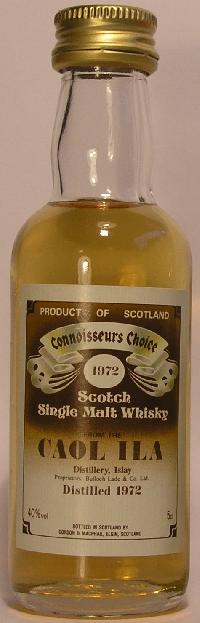 PRODUCT OF SCOTLAND
Connoisseurs Choice
1972
Scotch
Single Malt Whisky
FROM THE
CAOL ILA
Distillery, Islay
Proprietors: Bulloch Lade & Co. Ltd.
Distilled 1972
40%vol 5cl
BOTTLED IN SCOTLAND BY
GORDON & MACPHAIL, ELGIN, SCOTLAND